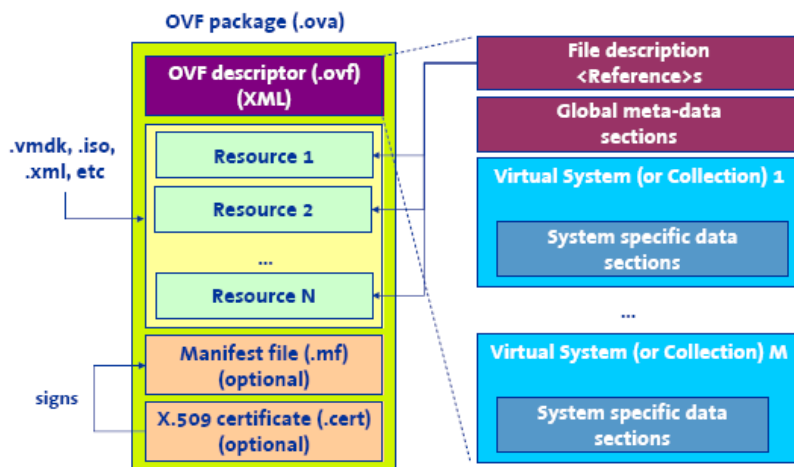 OVF package (.ova)
OVF descriptor (.ovf)
(XML)
.vmdk, .iso,
.xml, etc
Resource 1
Resource 2
...
Resource N
Manifest file (.mf)
(optional)
signs
X.509 certificate (.cert)
(optional)
File description
<Reference>s
Global meta-data
sections
Virtual System (or Collection) 1
System specific data
sections
...
Virtual System (or Collection) M
System specific data
sections